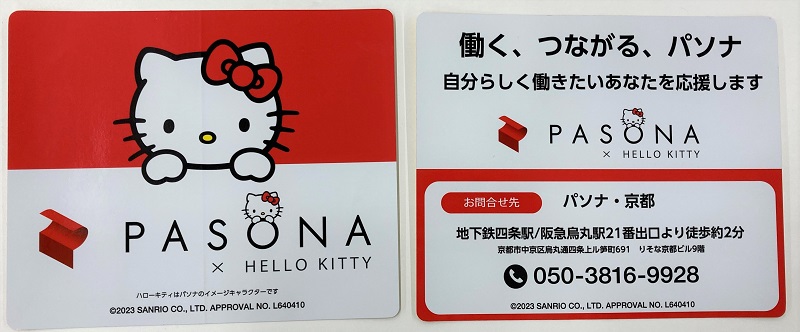 PASONA
× HELLO KITTY
ハローキティはパソナのイメージキャラクターです
©2023 SANRIO CO., LTD. APPROVAL NO. L640410
働く、つながる、パソナ
自分らしく働きたいあなたを応援します
PASONA
× HELLO KITTY
お問合せ先 パソナ・京都
地下鉄四条駅/阪急烏丸駅21番出口より徒歩約2分
京都市中京区烏丸通四条上ル笋町691 りそな京都ビル9階
050-3816-9928
©2023 SANRIO CO., LTD. APPROVAL NO. L640410